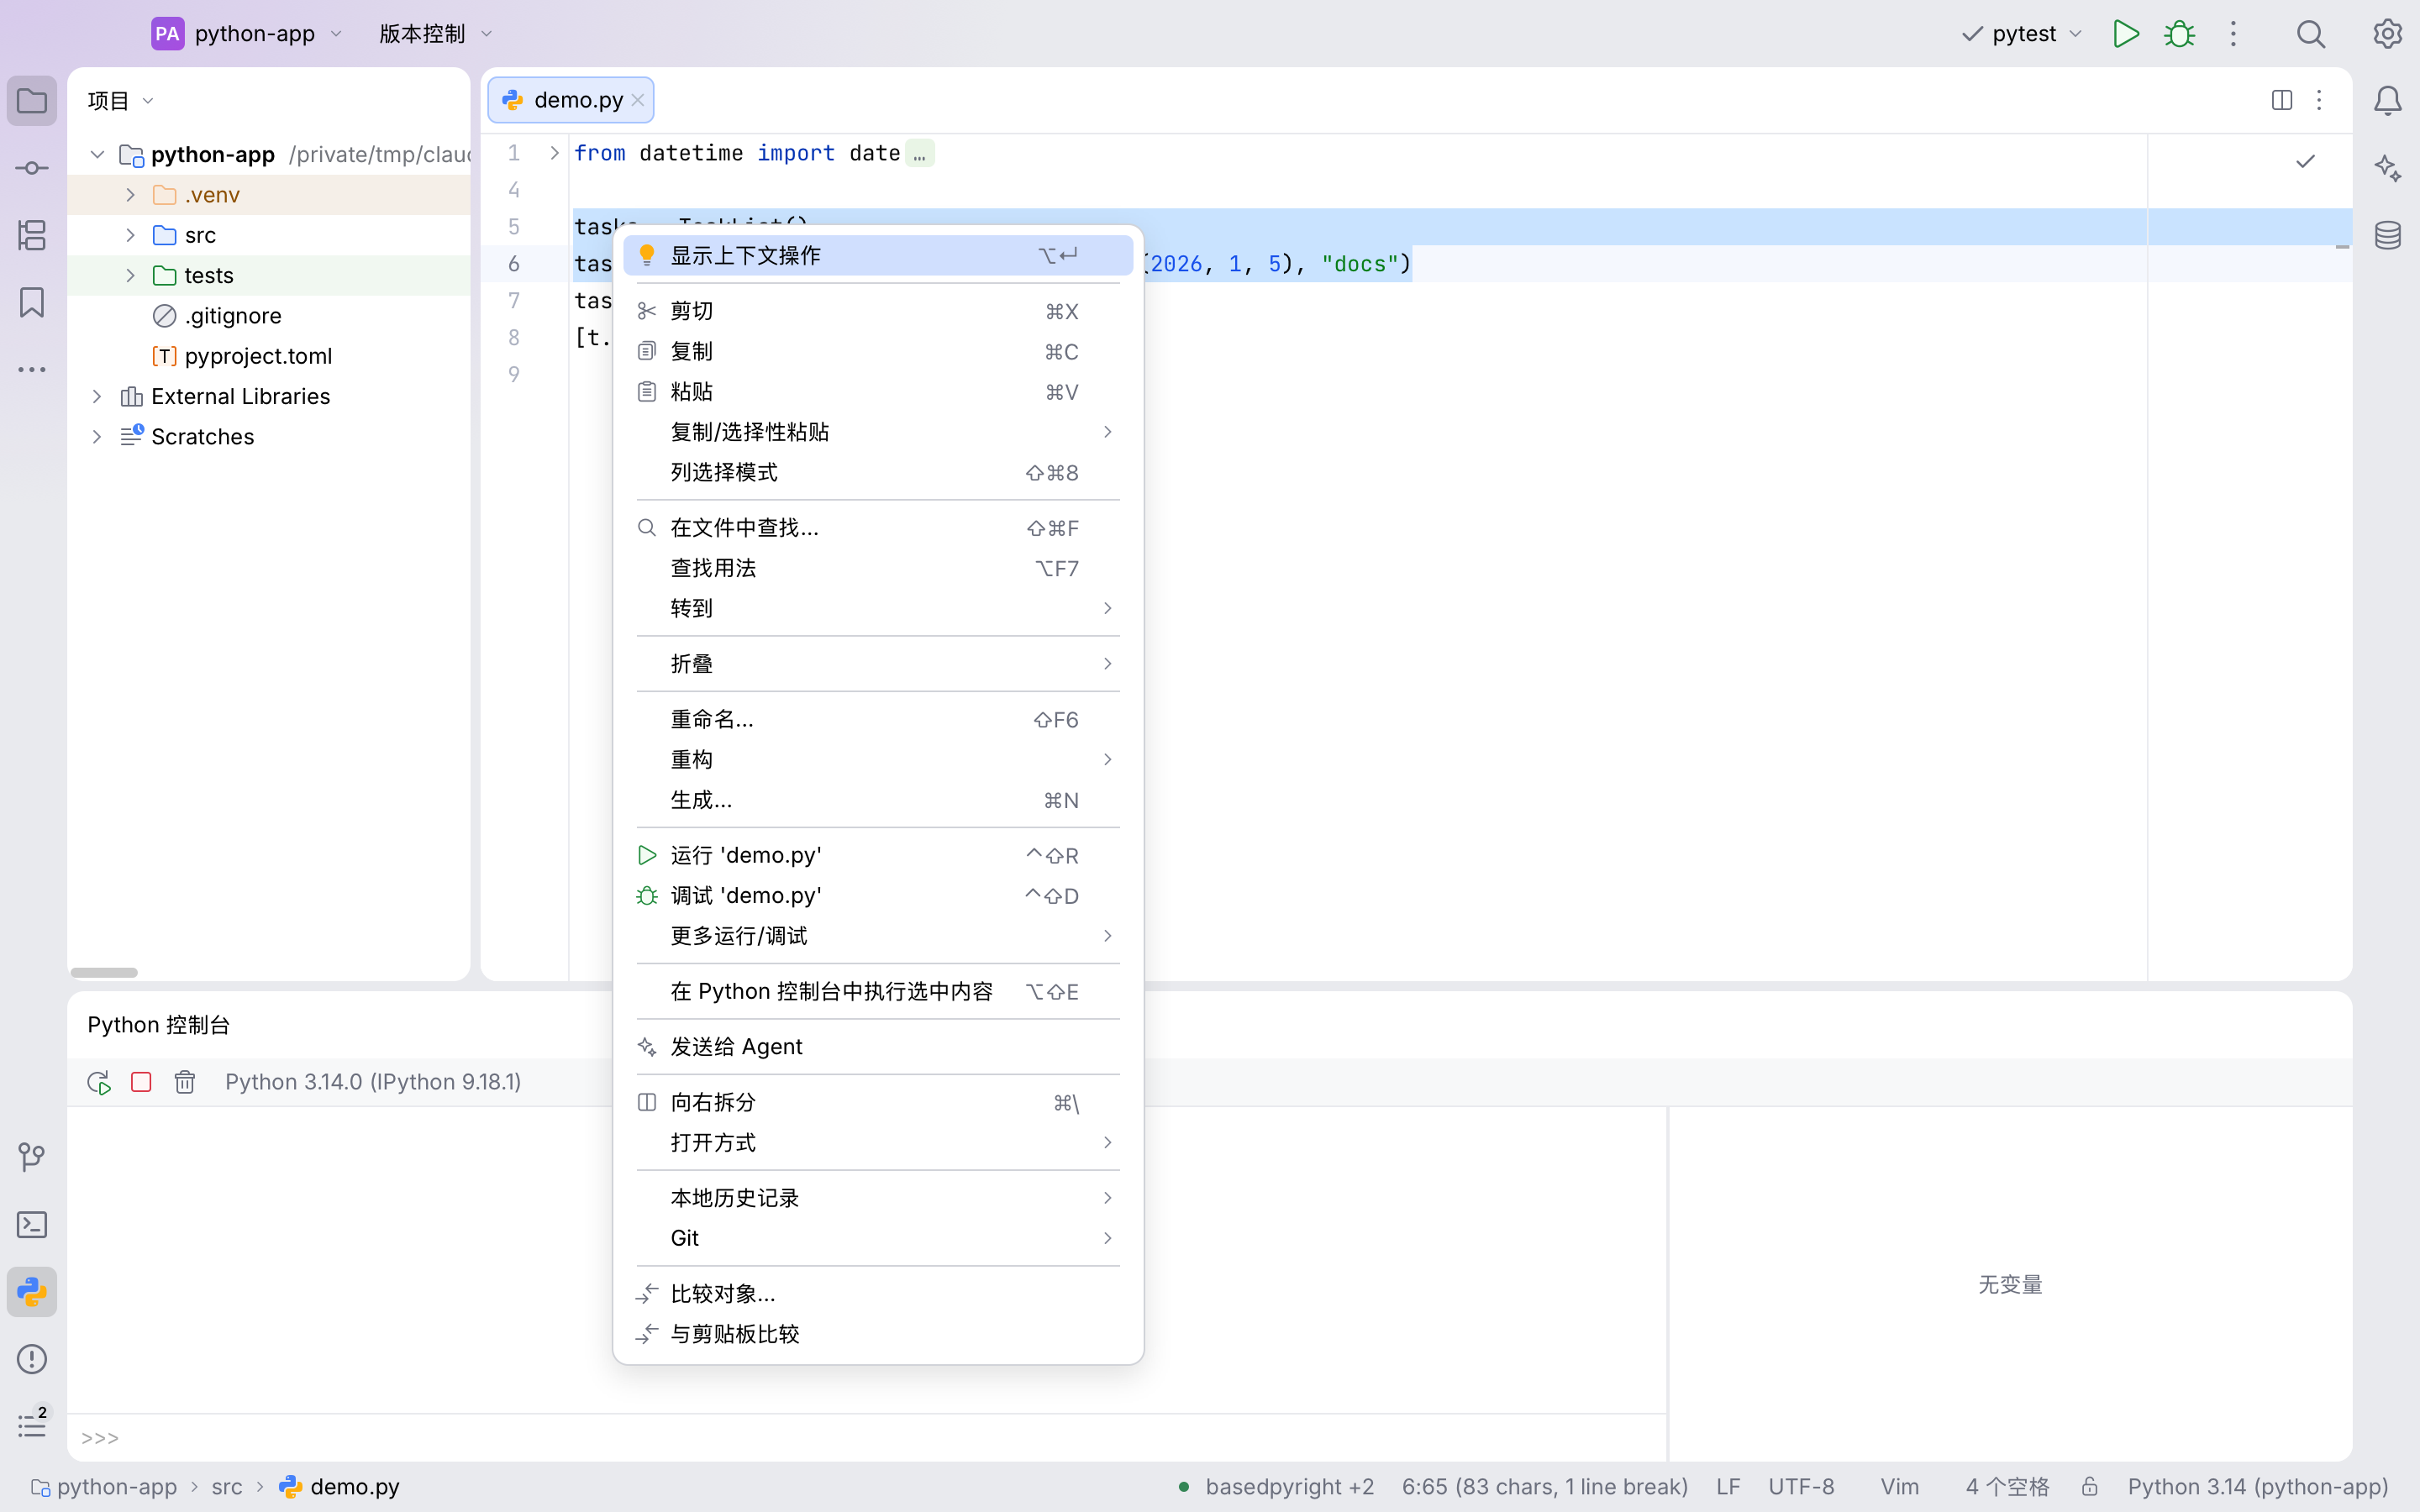 PA python-app 版本控制 pytest
项目
python-app /private/tmp/clauc
.venv
src
tests
.gitignore
[T] pyproject.toml
External Libraries
Scratches
demo.py
1 from datetime import date ...
4
5
6 tas (2026, 1, 5), "docs")
7 tas
8 [t.
9
显示上下文操作 ⌥↵
剪切 ⌘X
复制 ⌘C
粘贴 ⌘V
复制/选择性粘贴
列选择模式 ⇧⌘8
在文件中查找... ⇧⌘F
查找用法 ⌥F7
转到
折叠
重命名... ⇧F6
重构
生成... ⌘N
运行 'demo.py' ^⇧R
调试 'demo.py' ^⇧D
更多运行/调试
在 Python 控制台中执行选中内容 ⌥⇧E
发送给 Agent
向右拆分 ⌘\
打开方式
本地历史记录
Git
比较对象...
与剪贴板比较
Python 控制台
Python 3.14.0 (IPython 9.18.1)
无变量
>>>
2
python-app > src > demo.py
basedpyright +2 6:65 (83 chars, 1 line break) LF UTF-8 Vim 4 个空格 Python 3.14 (python-app)